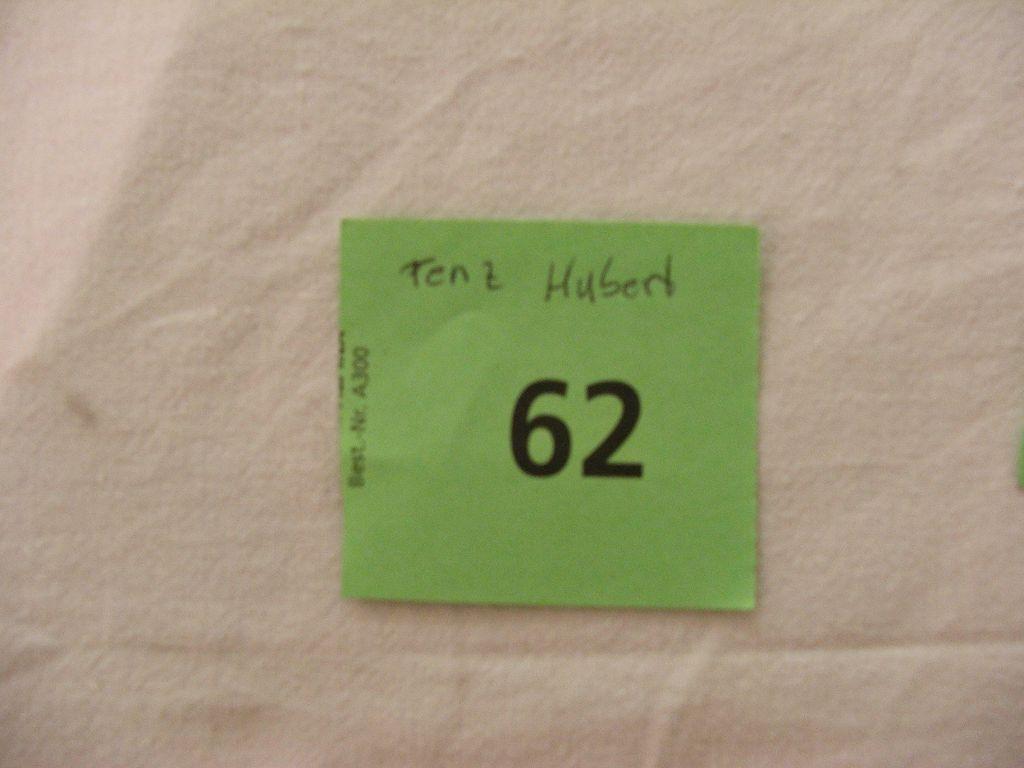 Tenz Hubert
62
Best.-Nr. A300